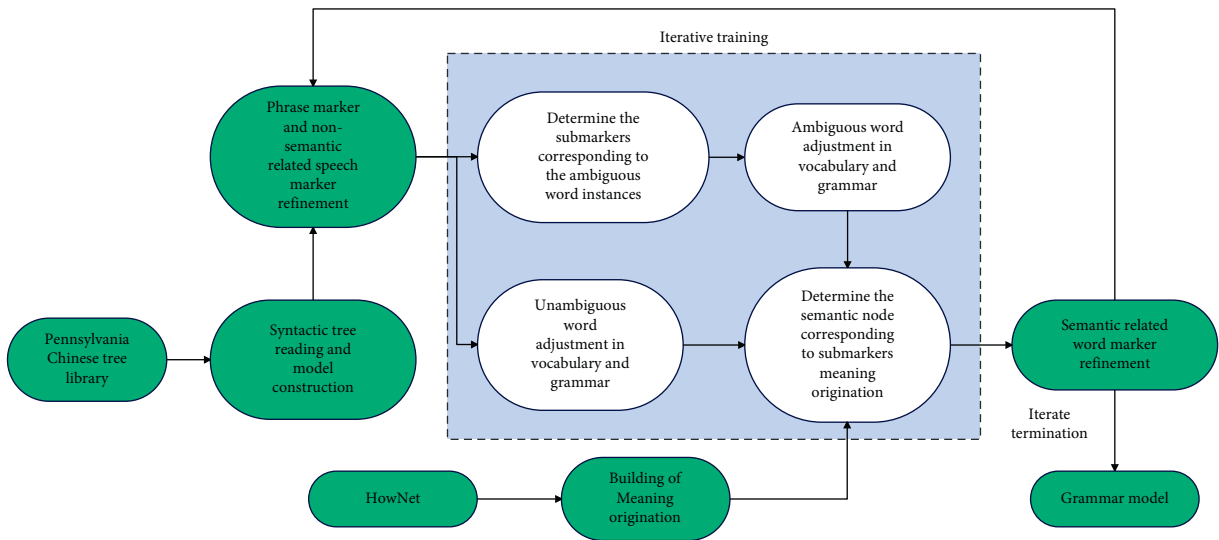 Iterative training
Phrase marker
and non-
semantic
related speech
marker
refinement
Determine the
submarkers
corresponding to
the ambiguous
word instances
Ambiguous word
adjustment in
vocabulary and
grammar
Pennsylvania
Chinese tree
library
Syntactic tree
reading and
model
construction
Unambiguous
word
adjustment in
vocabulary and
grammar
Determine the
semantic node
corresponding
to submarkers
meaning
origination
Semantic related
word marker
refinement
Iterate
termination
HowNet
Building of
Meaning
origination
Grammar model